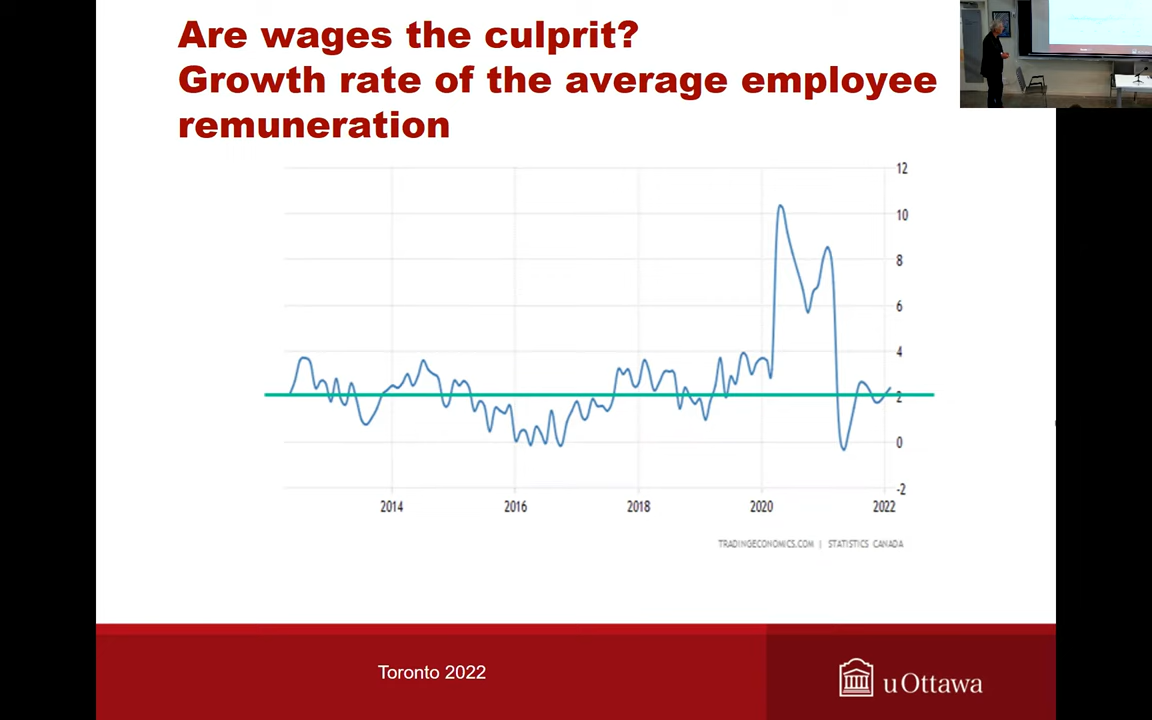 Are wages the culprit?
Growth rate of the average employee
remuneration
12
10
8
6
4
2
0
-2
2014 2016 2018 2020 2022
TRADINGECONOMICS.COM | STATISTICS CANADA
Toronto 2022
uOttawa